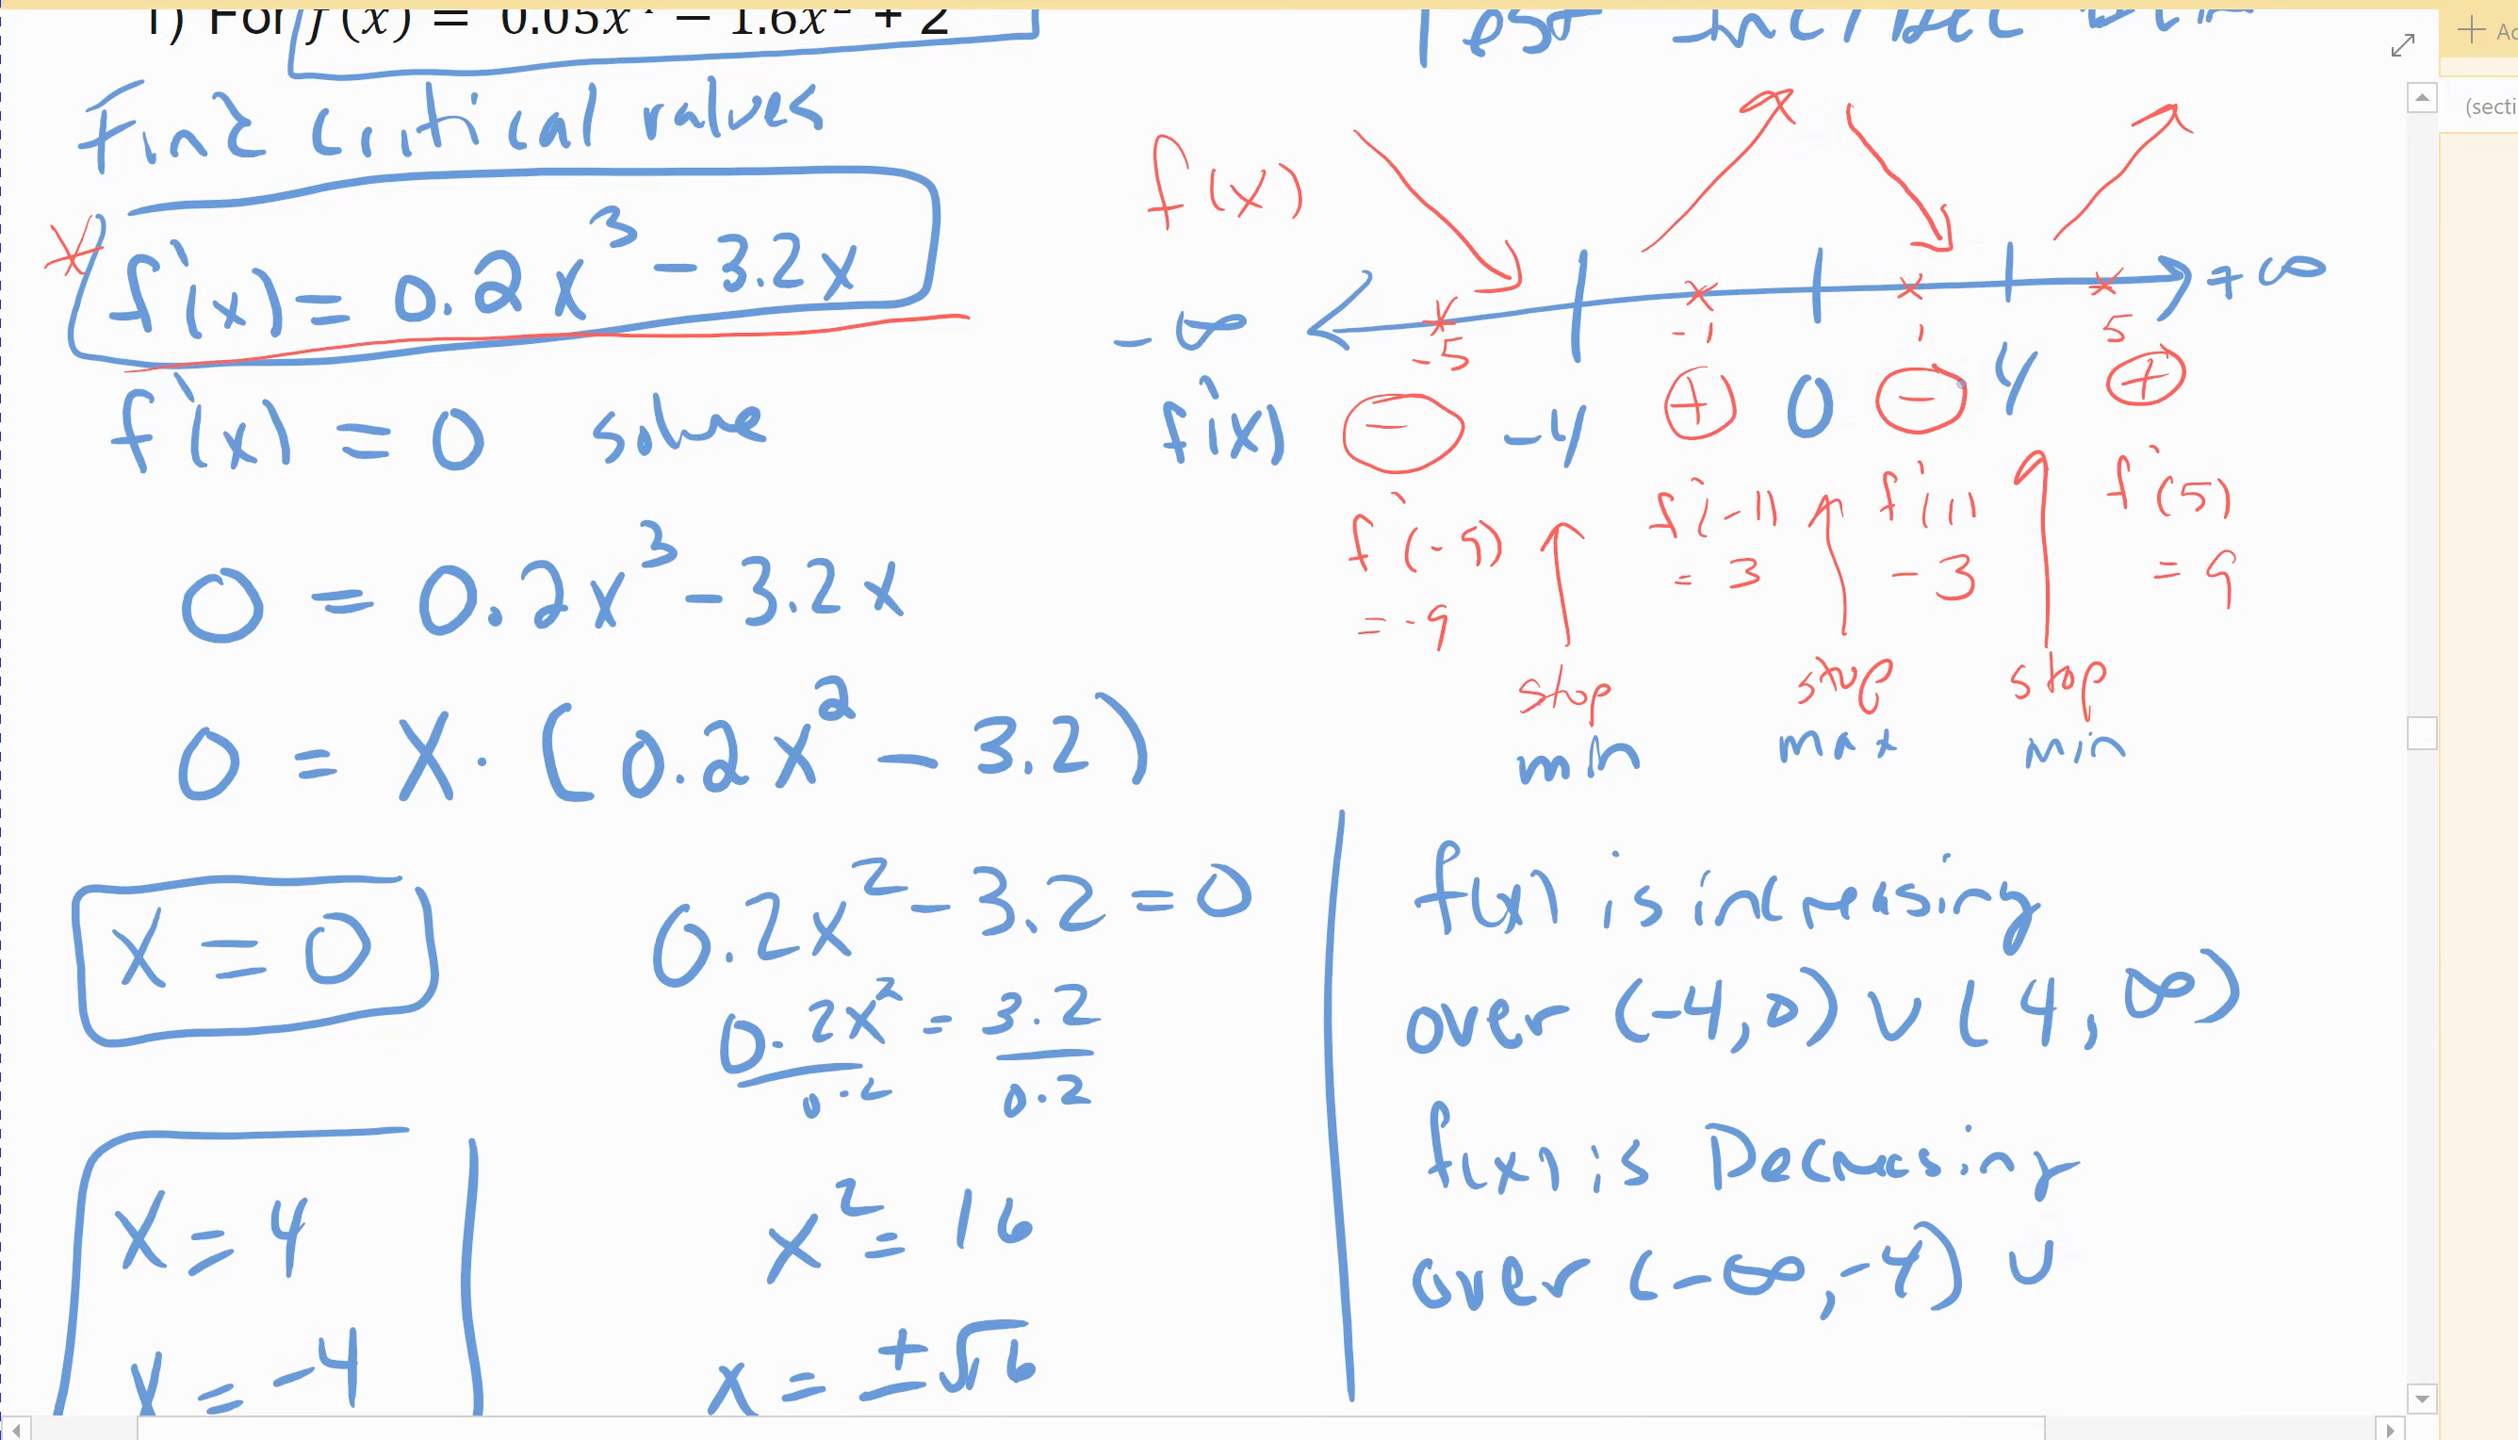 1) For f(x) = 0.05x⁴ − 1.6x² + 2
Find critical values
f'(x) = 0.2x³ − 3.2x
f'(x) = 0 solve
0 = 0.2x³ − 3.2x
0 = x · (0.2x² − 3.2)
x = 0
0.2x² − 3.2 = 0
0.2x² = 3.2
0.2 0.2
x² = 16
x = 4
x = ±√16
x = -4
Test Inc/Dec
f(x)
-∞ +∞
-5 -1 1 5
f'(x) - -4 + 0 - 4 +
f'(-5) f'(-1) f'(1) f'(5)
= -9 = 3 -3 = 9
stop stop stop
min max min
f(x) is increasing
over (-4,0) ∪ (4,∞)
f(x) is Decreasing
over (-∞,-4) ∪
+ Ad
(secti